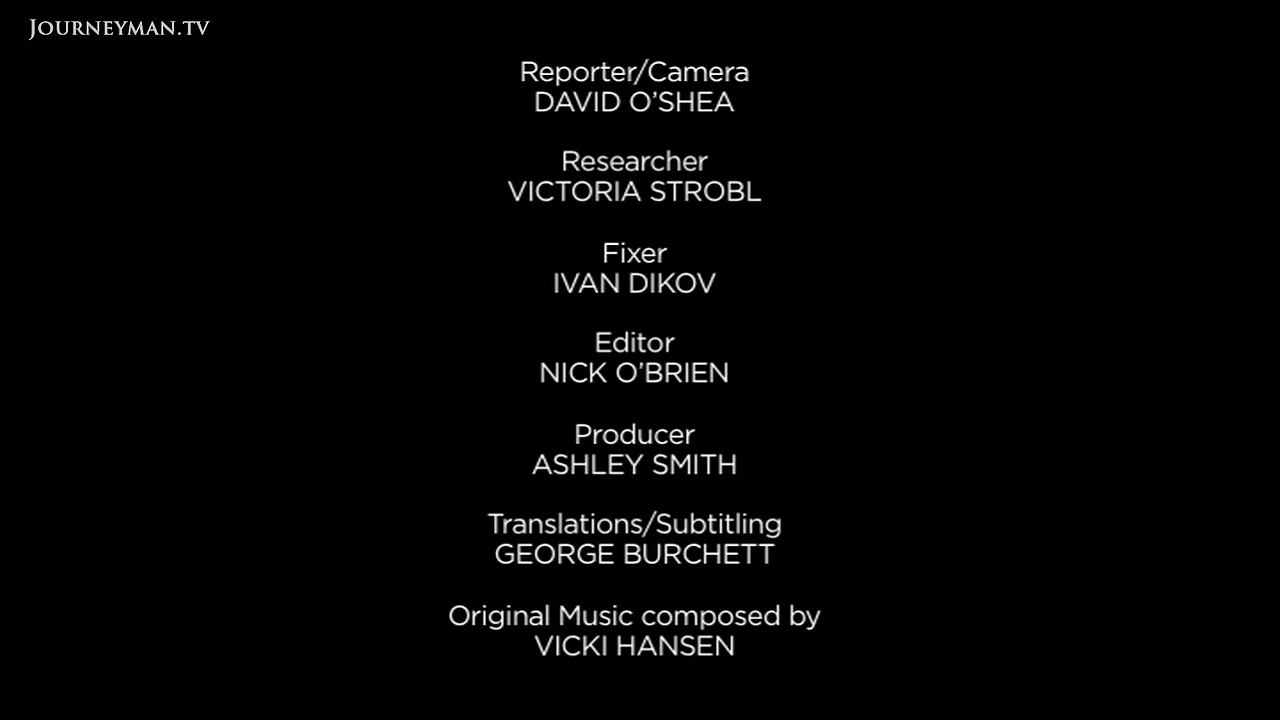 JOURNEYMAN.TV
Reporter/Camera
DAVID O’SHEA
Researcher
VICTORIA STROBL
Fixer
IVAN DIKOV
Editor
NICK O’BRIEN
Producer
ASHLEY SMITH
Translations/Subtitling
GEORGE BURCHETT
Original Music composed by
VICKI HANSEN